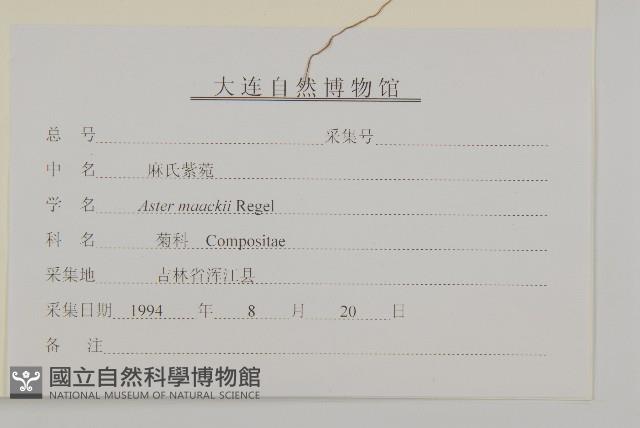 大连自然博物馆
总 号 采集号
中 名 麻氏紫菀
学 名 Aster maackii Regel
科 名 菊科 Compositae
采集地 吉林省浑江县
采集日期 1994 年 8 月 20 日
备 注
國立自然科學博物館
NATIONAL MUSEUM OF NATURAL SCIENCE